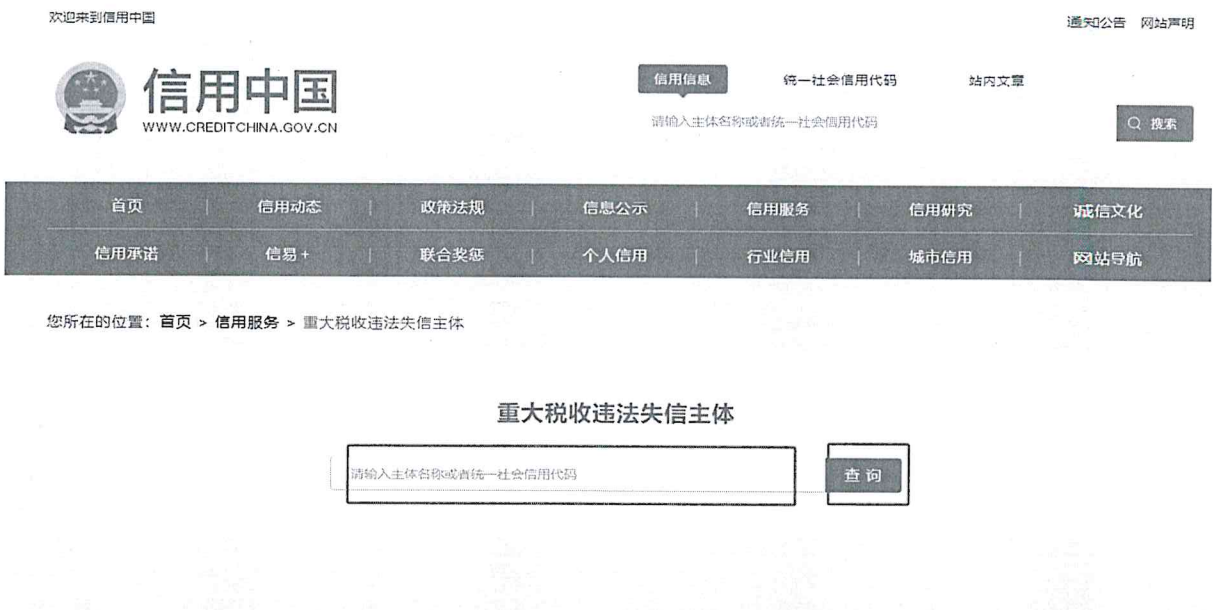 欢迎来到信用中国
通知公告 网站声明
信用中国
WWW.CREDITCHINA.GOV.CN
信用信息 统一社会信用代码 站内文章
请输入主体名称或者统一社会信用代码
搜索
首页 | 信用动态 | 政策法规 | 信息公示 | 信用服务 | 信用研究 | 诚信文化
信用承诺 | 信易+ | 联合奖惩 | 个人信用 | 行业信用 | 城市信用 | 网站导航
您所在的位置：首页 > 信用服务 > 重大税收违法失信主体
重大税收违法失信主体
请输入主体名称或者统一社会信用代码
查询